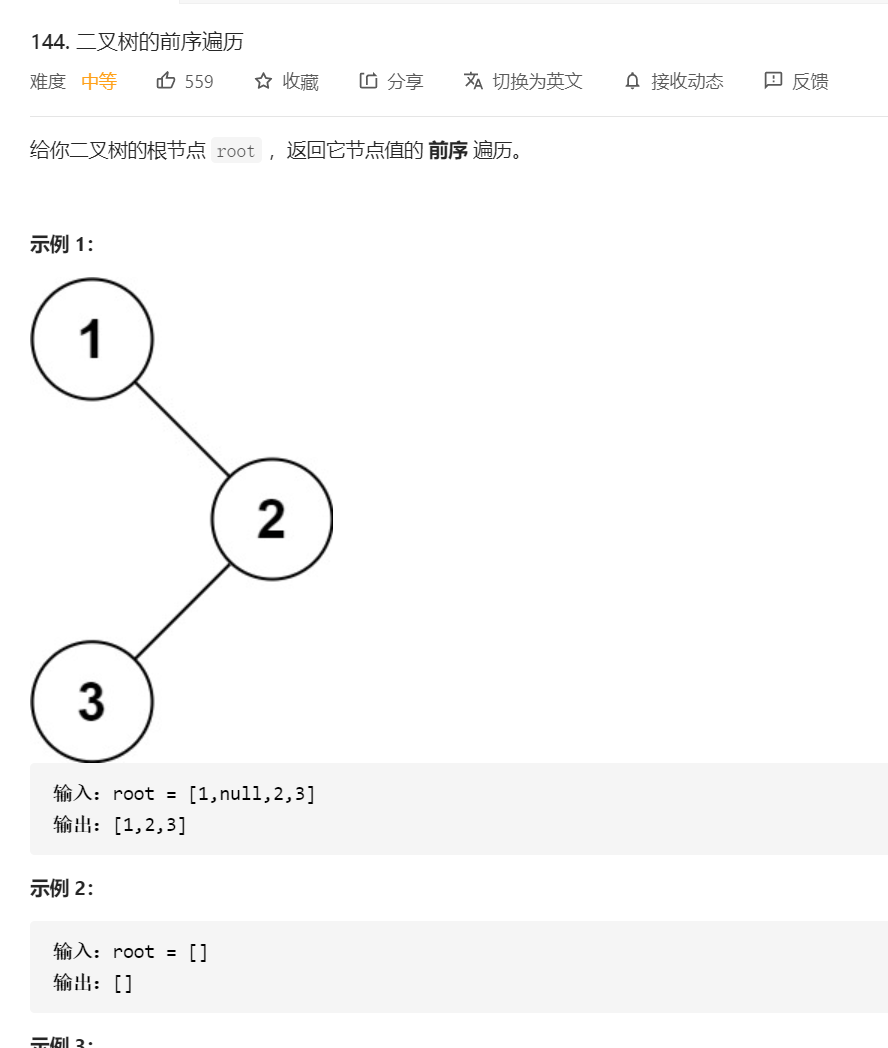 144. 二叉树的前序遍历
难度 中等 559 收藏 分享 切换为英文 接收动态 反馈
给你二叉树的根节点 root ，返回它节点值的 前序 遍历。
示例 1：
1
2
3
输入：root = [1,null,2,3]
输出：[1,2,3]
示例 2：
输入：root = []
输出：[]
示例 3：